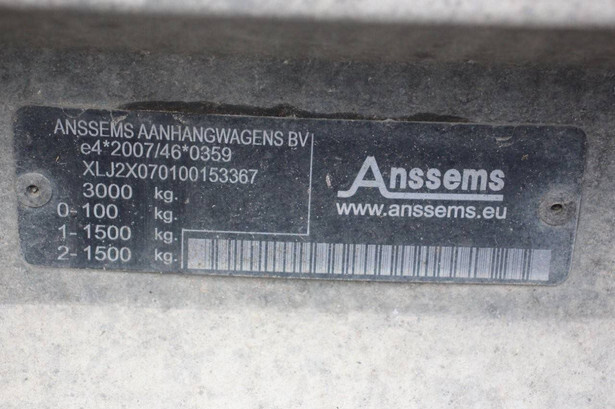 ANSSEMS AANHANGWAGENS BV
e4*2007/46*0359
XLJ2X070100153367
3000 kg.
0-100 kg.
1-1500 kg.
2-1500 kg.
Anssems
www.anssems.eu